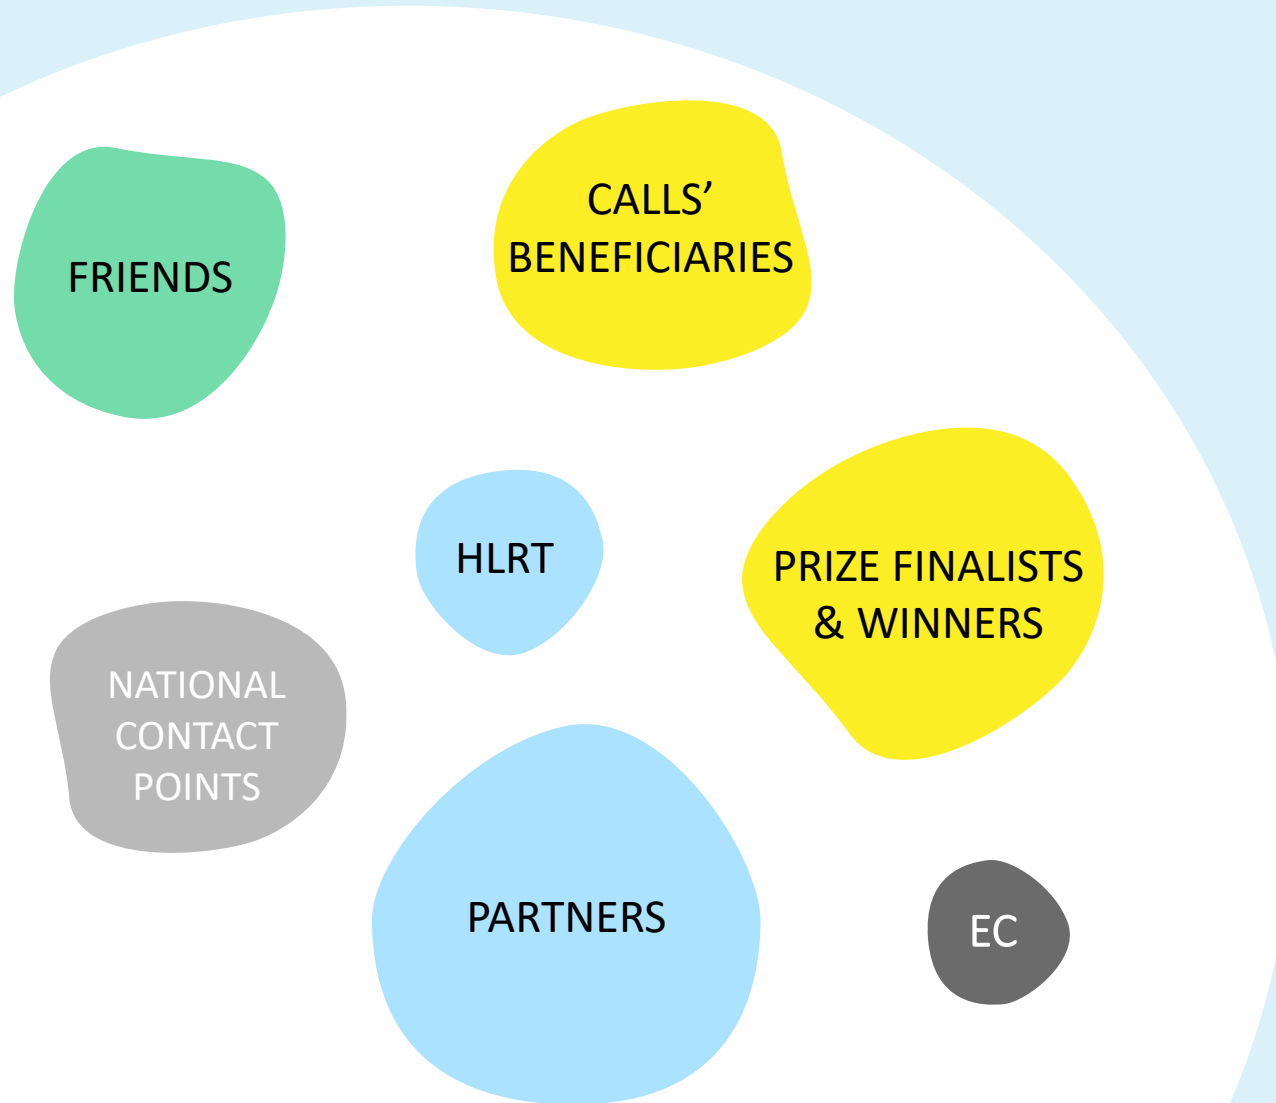 CALLS’
BENEFICIARIES
FRIENDS
HLRT
PRIZE FINALISTS
& WINNERS
NATIONAL
CONTACT
POINTS
PARTNERS
EC